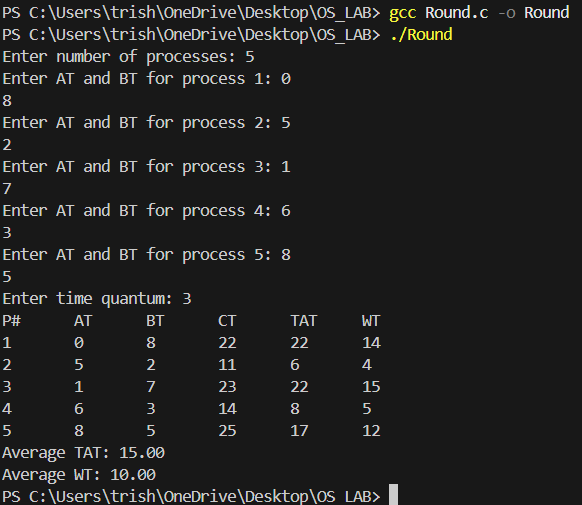 PS C:\Users\trish\OneDrive\Desktop\OS_LAB> gcc Round.c -o Round
PS C:\Users\trish\OneDrive\Desktop\OS_LAB> ./Round
Enter number of processes: 5
Enter AT and BT for process 1: 0
8
Enter AT and BT for process 2: 5
2
Enter AT and BT for process 3: 1
7
Enter AT and BT for process 4: 6
3
Enter AT and BT for process 5: 8
5
Enter time quantum: 3
P# AT BT CT TAT WT
1 0 8 22 22 14
2 5 2 11 6 4
3 1 7 23 22 15
4 6 3 14 8 5
5 8 5 25 17 12
Average TAT: 15.00
Average WT: 10.00
PS C:\Users\trish\OneDrive\Desktop\OS LAB>